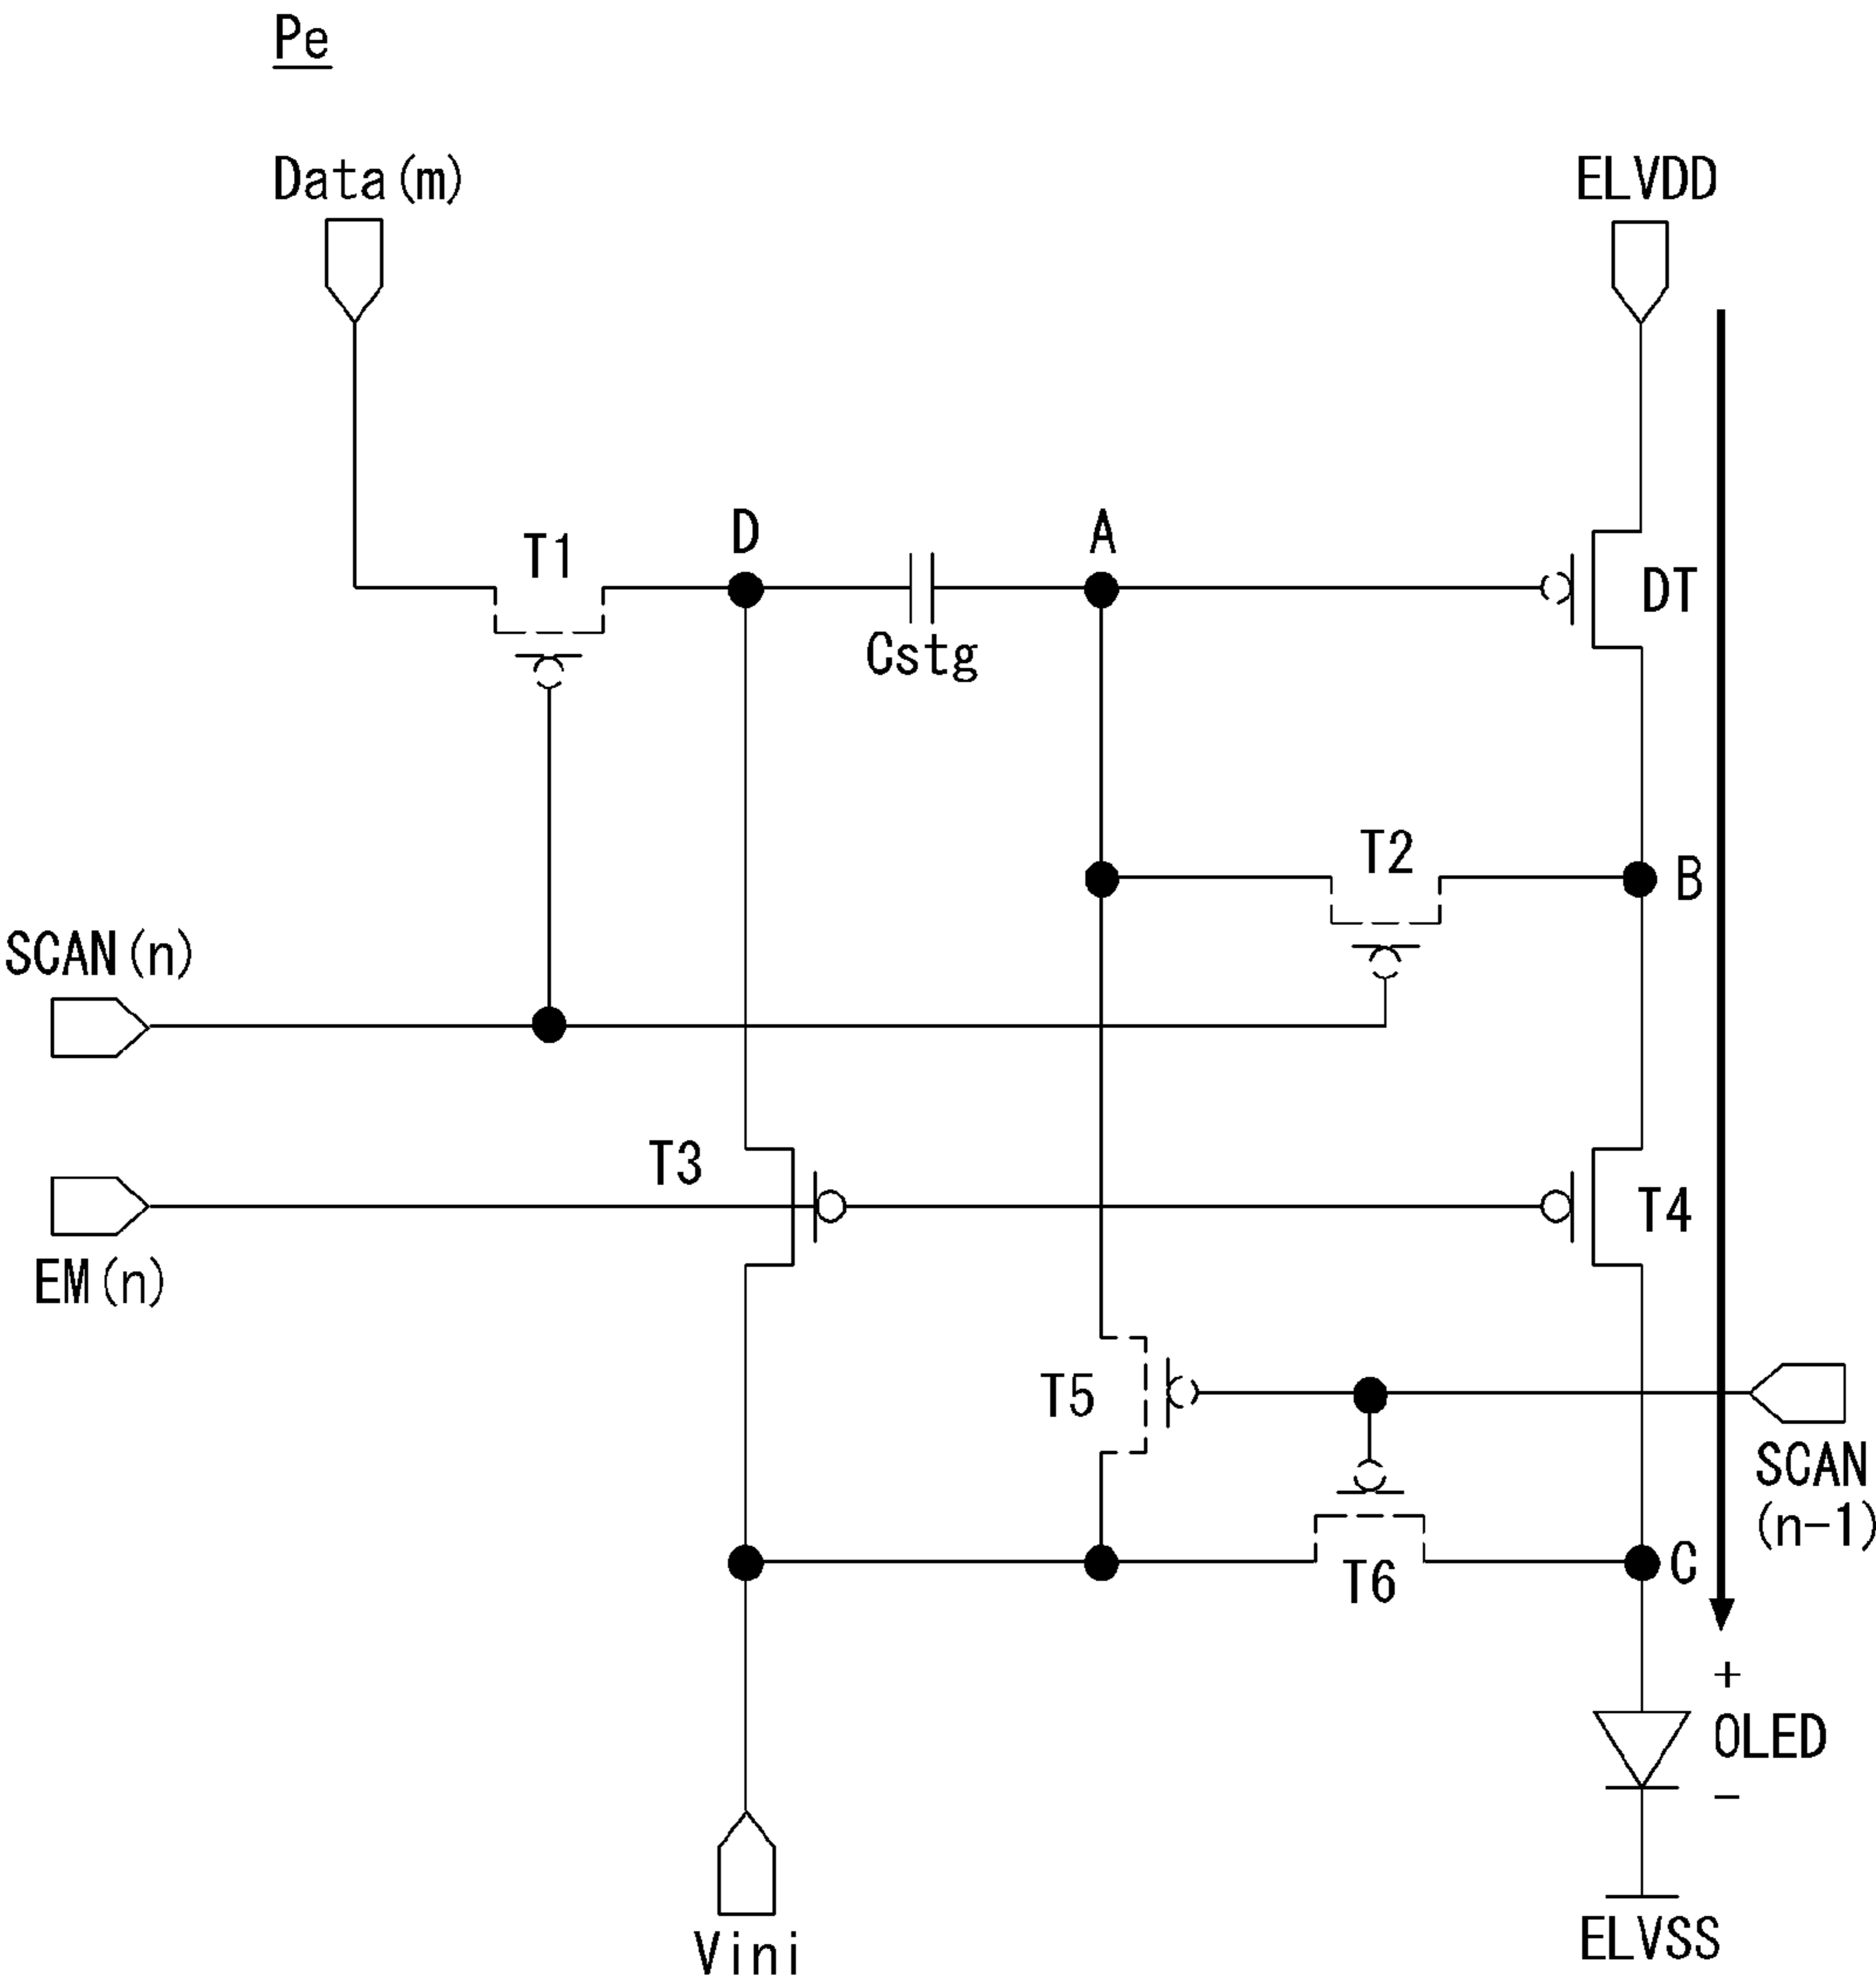 Pe
Data(m)
ELVDD
D
A
T1
DT
Cstg
T2
B
SCAN(n)
T3
T4
EM(n)
T5
SCAN
(n-1)
C
T6
+
OLED
-
ELVSS
Vini